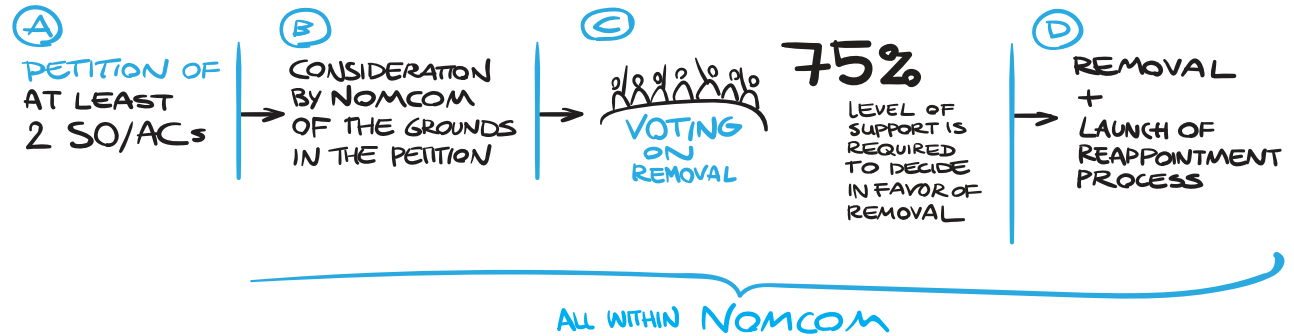 A
PETITION OF
AT LEAST
2 SO/ACs
B
CONSIDERATION
BY NOMCOM
OF THE GROUNDS
IN THE PETITION
C
VOTING
ON
REMOVAL
75%
LEVEL OF
SUPPORT IS
REQUIRED
TO DECIDE
IN FAVOR OF
REMOVAL
D
REMOVAL
+
LAUNCH OF
REAPPOINTMENT
PROCESS
ALL WITHIN NOMCOM